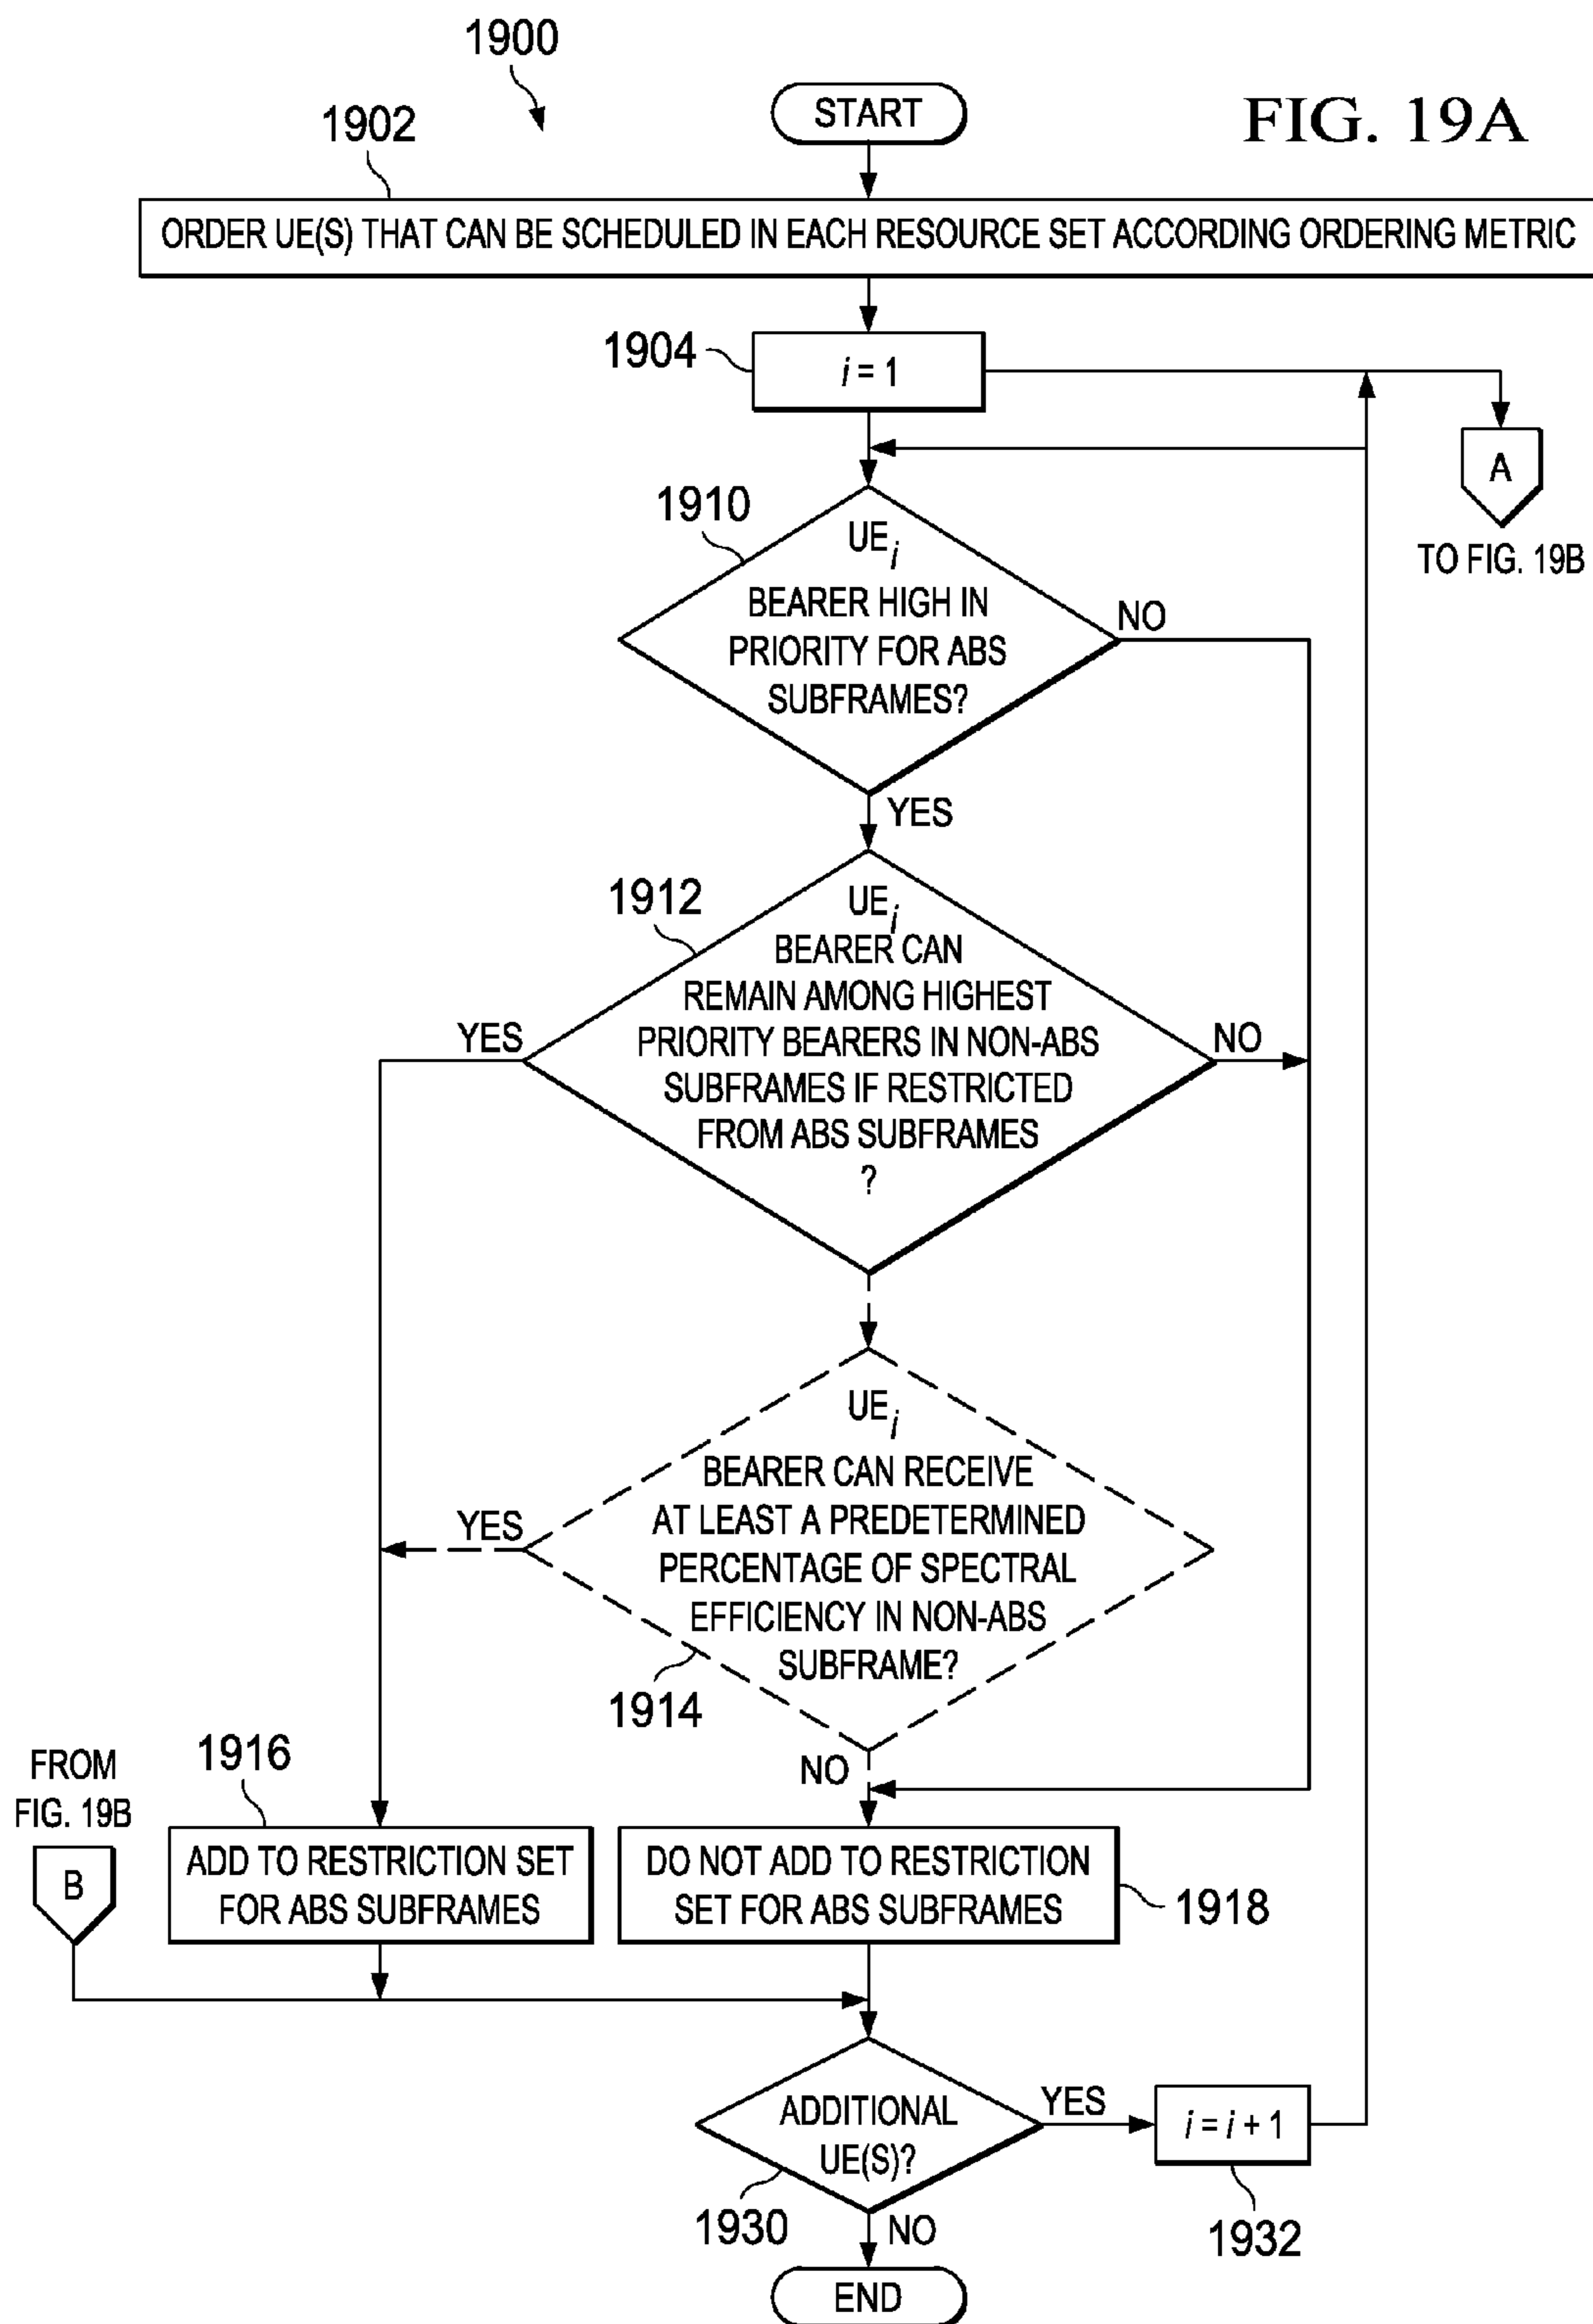 1900
START
FIG. 19A
1902
ORDER UE(S) THAT CAN BE SCHEDULED IN EACH RESOURCE SET ACCORDING ORDERING METRIC
1904
i = 1
A
TO FIG. 19B
1910
UE i
BEARER HIGH IN
PRIORITY FOR ABS
SUBFRAMES?
NO
YES
1912
UE i
BEARER CAN
REMAIN AMONG HIGHEST
PRIORITY BEARERS IN NON-ABS
SUBFRAMES IF RESTRICTED
FROM ABS SUBFRAMES
?
YES
NO
UE i
BEARER CAN RECEIVE
AT LEAST A PREDETERMINED
PERCENTAGE OF SPECTRAL
EFFICIENCY IN NON-ABS
SUBFRAME?
YES
1914
NO
FROM
FIG. 19B
B
1916
ADD TO RESTRICTION SET
FOR ABS SUBFRAMES
DO NOT ADD TO RESTRICTION
SET FOR ABS SUBFRAMES
1918
ADDITIONAL
UE(S)?
YES
i = i + 1
1930
NO
1932
END